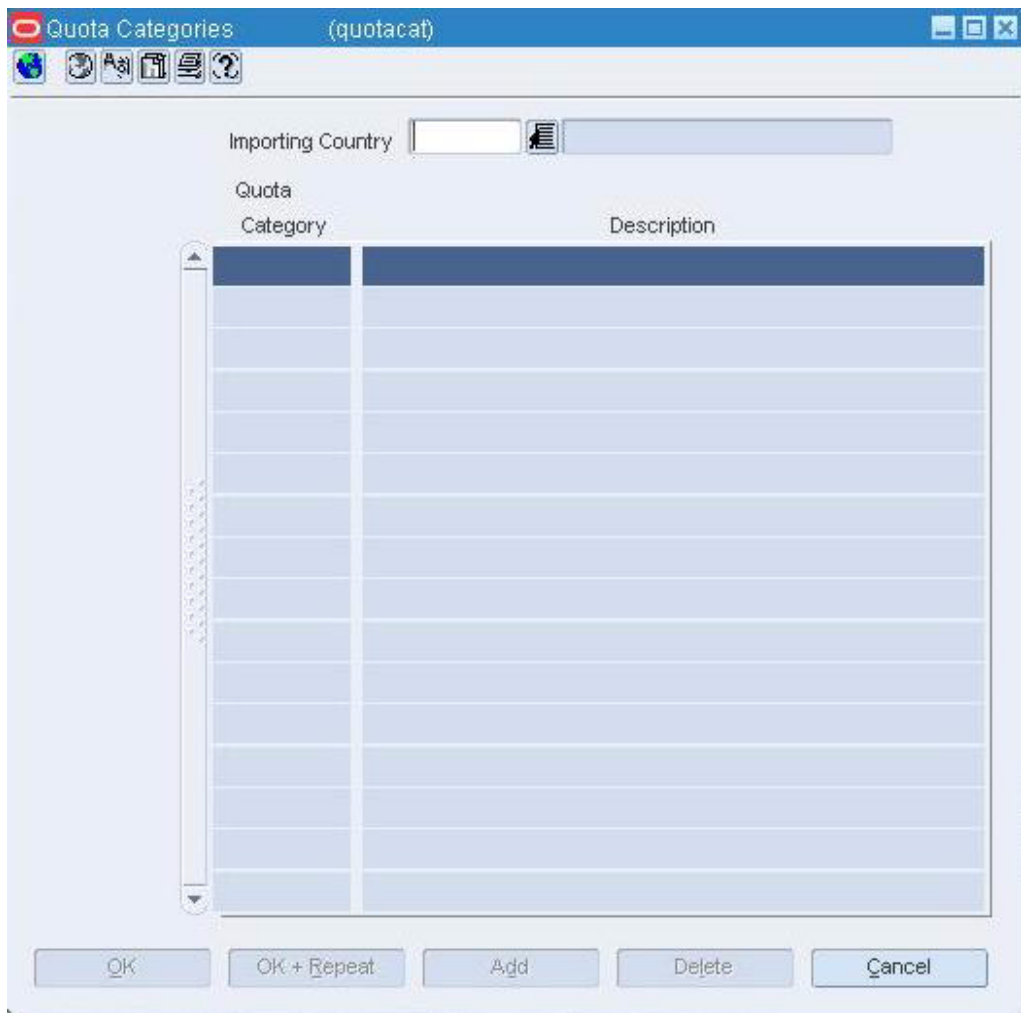 Quota Categories (quotacat)
Importing Country
Quota
Category Description
OK OK + Repeat Add Delete Cancel